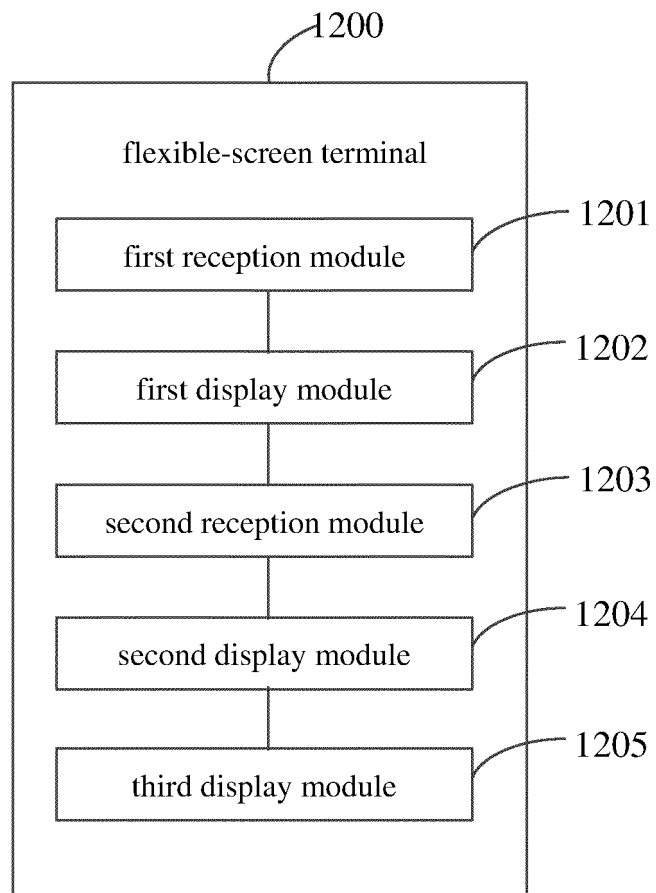 1200
flexible-screen terminal
1201
first reception module
1202
first display module
1203
second reception module
1204
second display module
1205
third display module